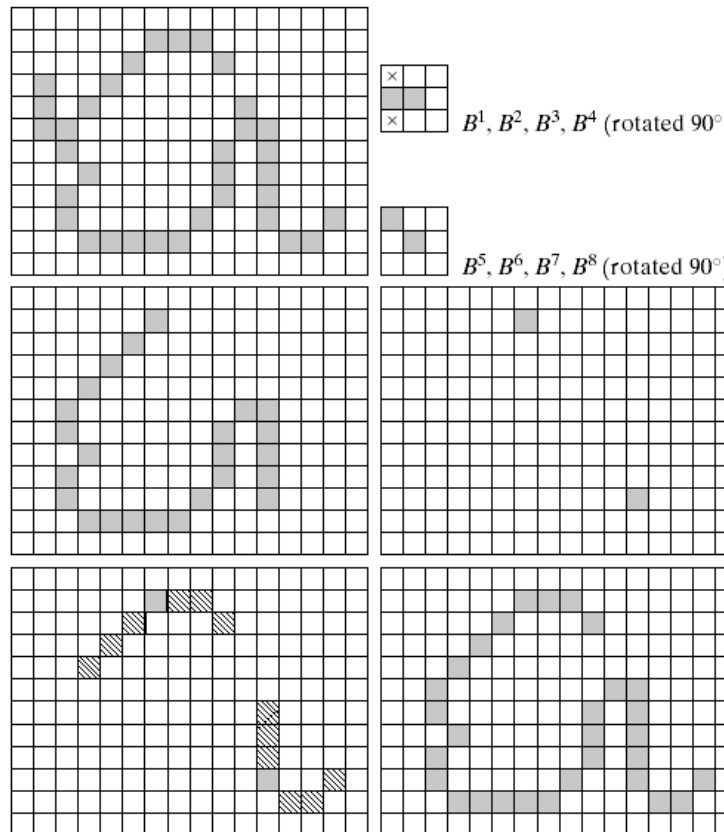 ×
× B¹, B², B³, B⁴ (rotated 90°
B⁵, B⁶, B⁷, B⁸ (rotated 90°)